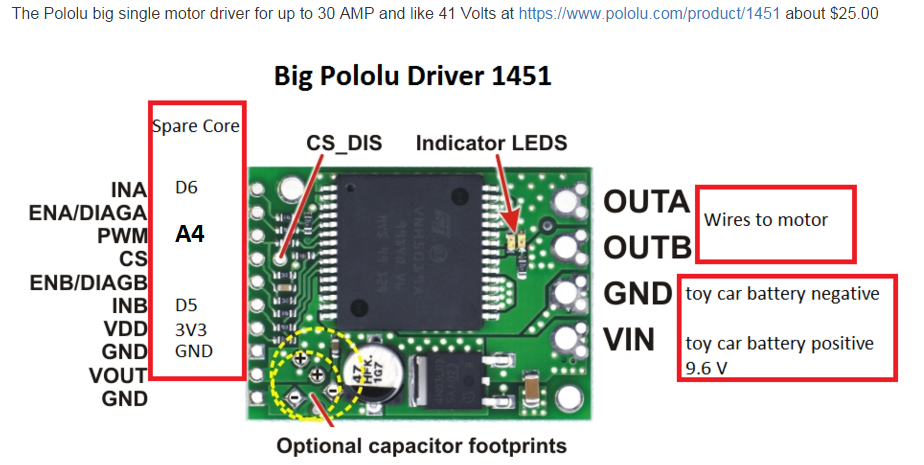 The Pololu big single motor driver for up to 30 AMP and like 41 Volts at https://www.pololu.com/product/1451 about $25.00
Big Pololu Driver 1451
Spare Core
CS_DIS
Indicator LEDS
INA D6
ENA/DIAGA
PWM A4
CS
ENB/DIAGB
INB D5
VDD 3V3
GND GND
VOUT
GND
OUTA
OUTB
Wires to motor
GND toy car battery negative
VIN toy car battery positive
9.6 V
47
HFK.
1G7
Optional capacitor footprints